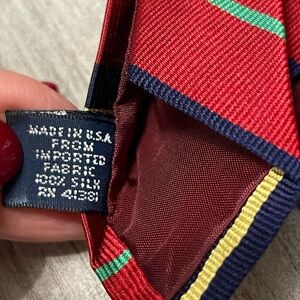 MADE IN U.S.A.
FROM
IMPORTED
FABRIC
100% SILK
RN 41381